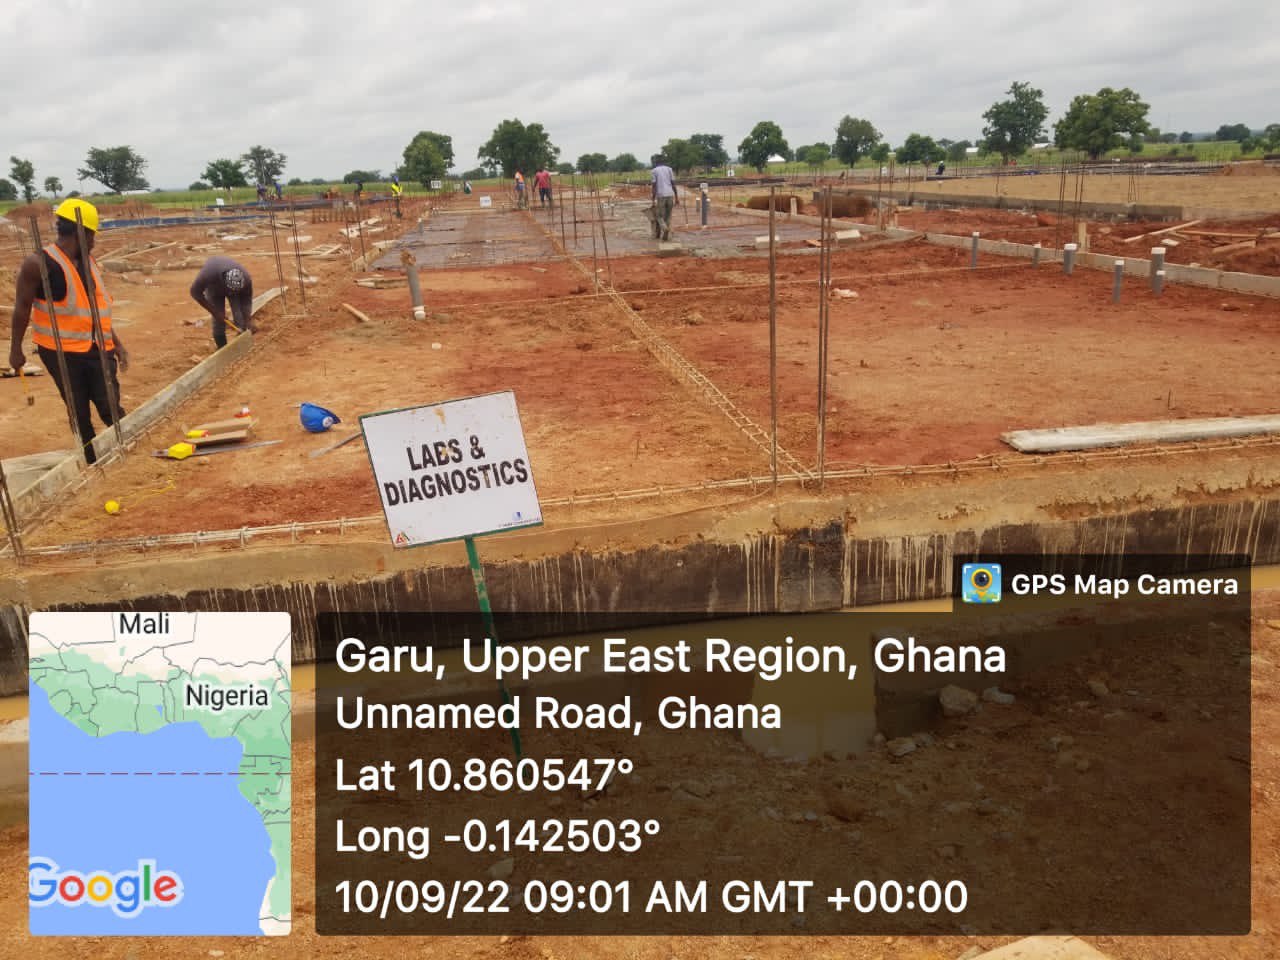 LABS &
DIAGNOSTICS
GPS Map Camera
Mali
Nigeria
Google
Garu, Upper East Region, Ghana
Unnamed Road, Ghana
Lat 10.860547°
Long -0.142503°
10/09/22 09:01 AM GMT +00:00